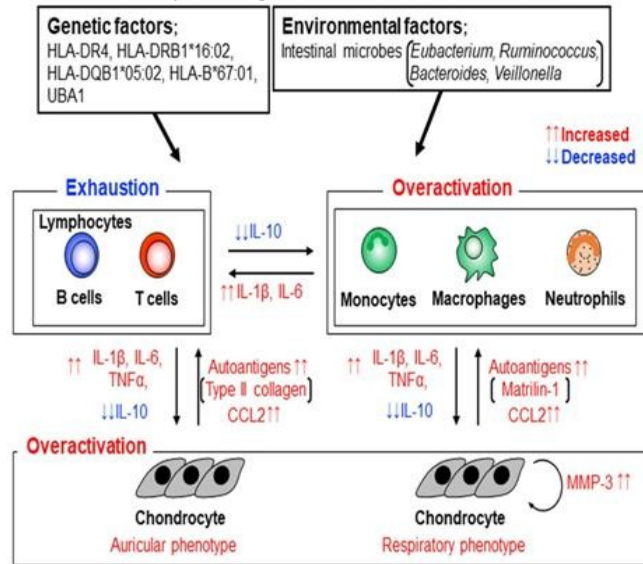 Genetic factors;
HLA-DR4, HLA-DRB1*16:02,
HLA-DQB1*05:02, HLA-B*67:01,
UBA1
Environmental factors;
Intestinal microbes (Eubacterium, Ruminococcus,
Bacteroides, Veillonella)
↑↑Increased
↓↓Decreased
Exhaustion
Lymphocytes
B cells
T cells
↓↓IL-10
↑↑IL-1β, IL-6
Overactivation
Monocytes
Macrophages
Neutrophils
↑↑ IL-1β, IL-6,
TNFα,
↓↓IL-10
Autoantigens↑↑
(Type II collagen)
CCL2↑↑
↑↑ IL-1β, IL-6,
TNFα,
↓↓IL-10
Autoantigens↑↑
(Matrilin-1)
CCL2↑↑
Overactivation
Chondrocyte
Auricular phenotype
Chondrocyte
Respiratory phenotype
MMP-3 ↑↑